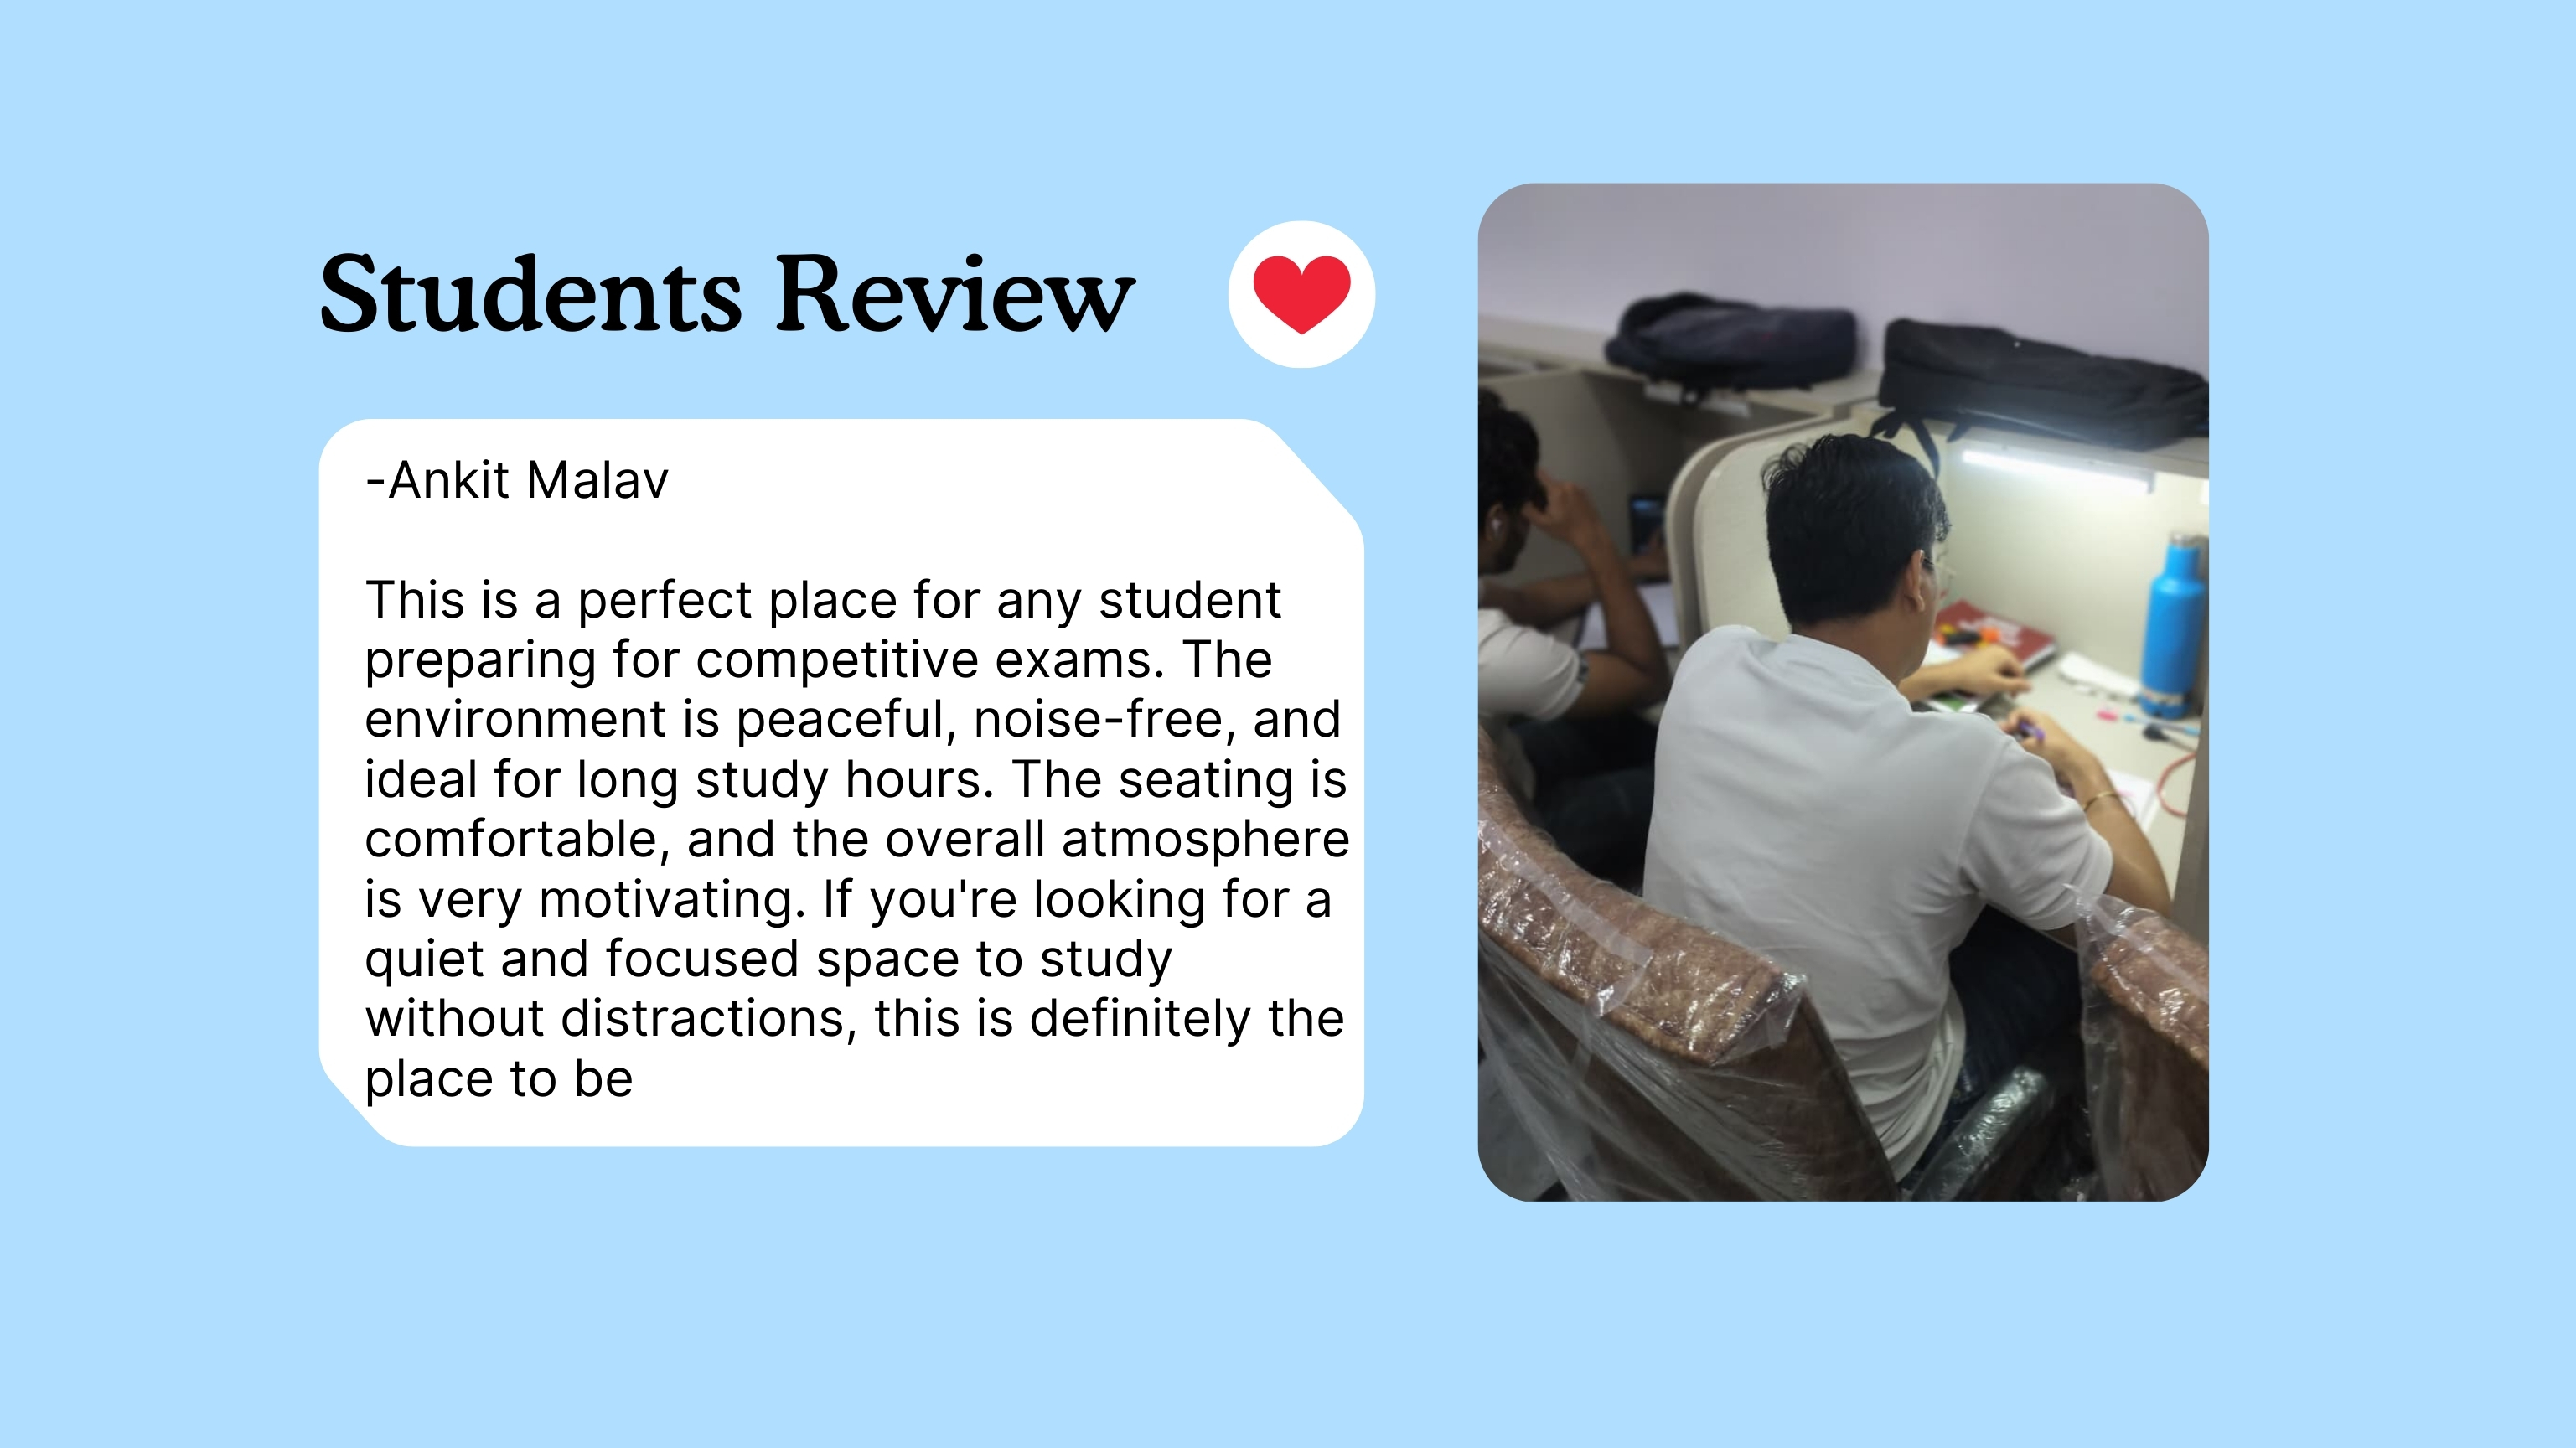 Students Review
-Ankit Malav
This is a perfect place for any student
preparing for competitive exams. The
environment is peaceful, noise-free, and
ideal for long study hours. The seating is
comfortable, and the overall atmosphere
is very motivating. If you're looking for a
quiet and focused space to study
without distractions, this is definitely the
place to be